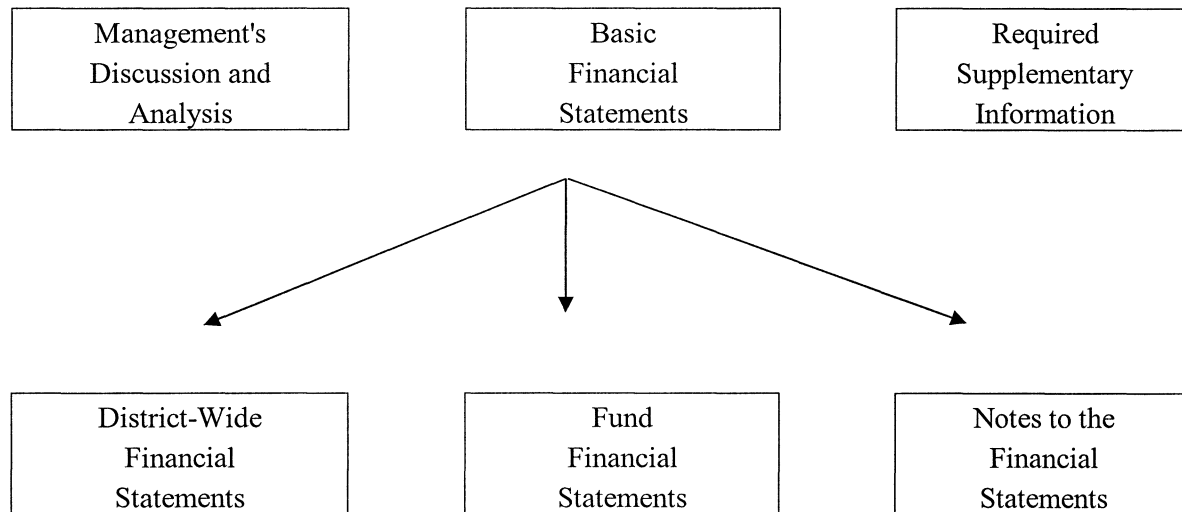 Management's
Discussion and
Analysis
Basic
Financial
Statements
Required
Supplementary
Information
District-Wide
Financial
Statements
Fund
Financial
Statements
Notes to the
Financial
Statements